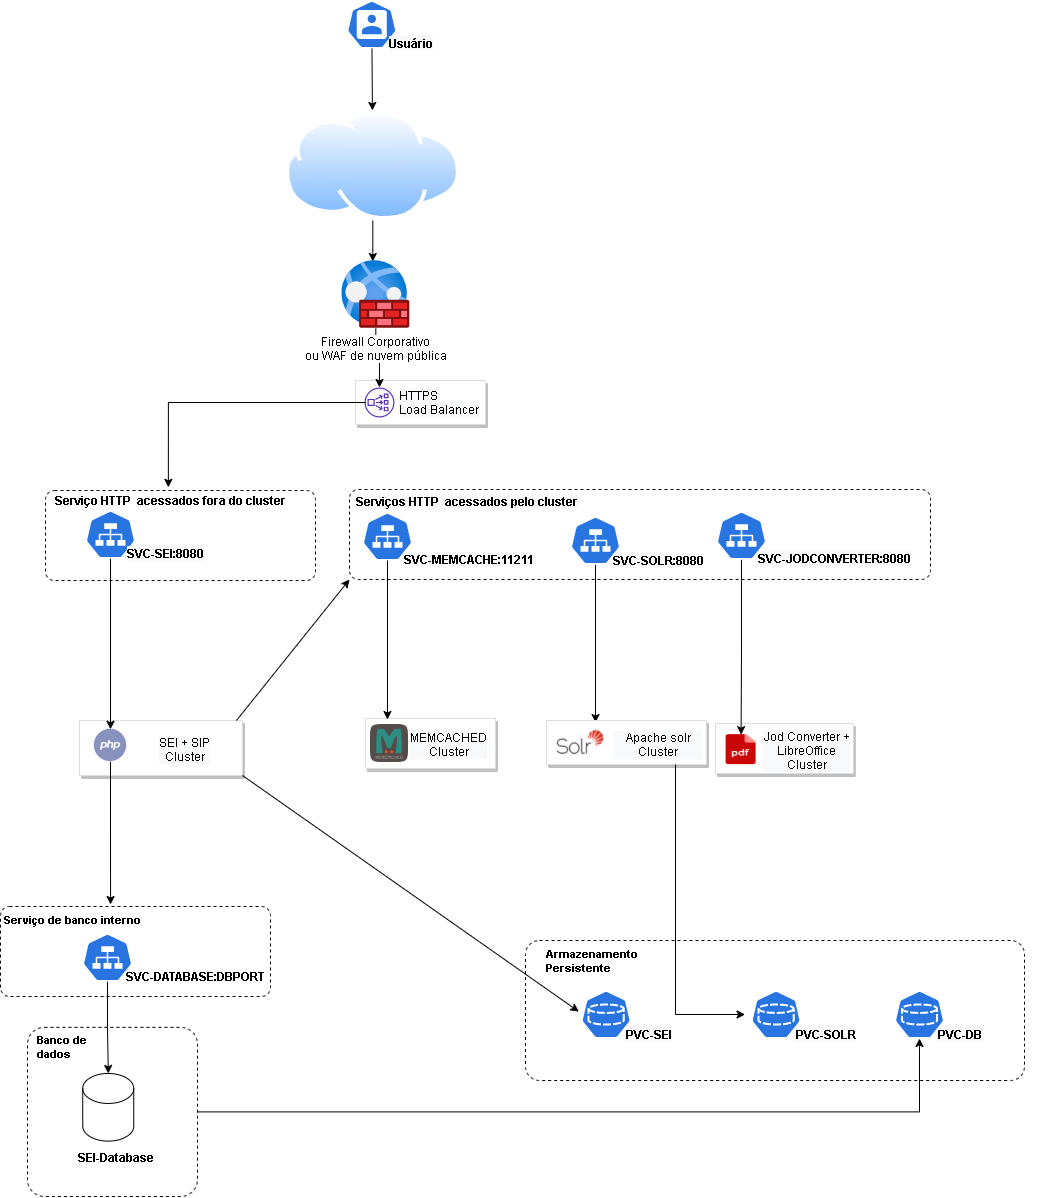 Usuário
Firewall Corporativo
ou WAF de nuvem pública
HTTPS
Load Balancer
Serviço HTTP acessados fora do cluster
SVC-SEI:8080
Serviços HTTP acessados pelo cluster
SVC-MEMCACHE:11211
SVC-SOLR:8080
SVC-JODCONVERTER:8080
php
SEI + SIP
Cluster
MEMCACHED
MEMCACHED
Cluster
Solr
Apache solr
Cluster
pdf
Jod Converter +
LibreOffice
Cluster
Serviço de banco interno
SVC-DATABASE:DBPORT
Armazenamento
Persistente
PVC-SEI
PVC-SOLR
PVC-DB
Banco de
dados
SEI-Database